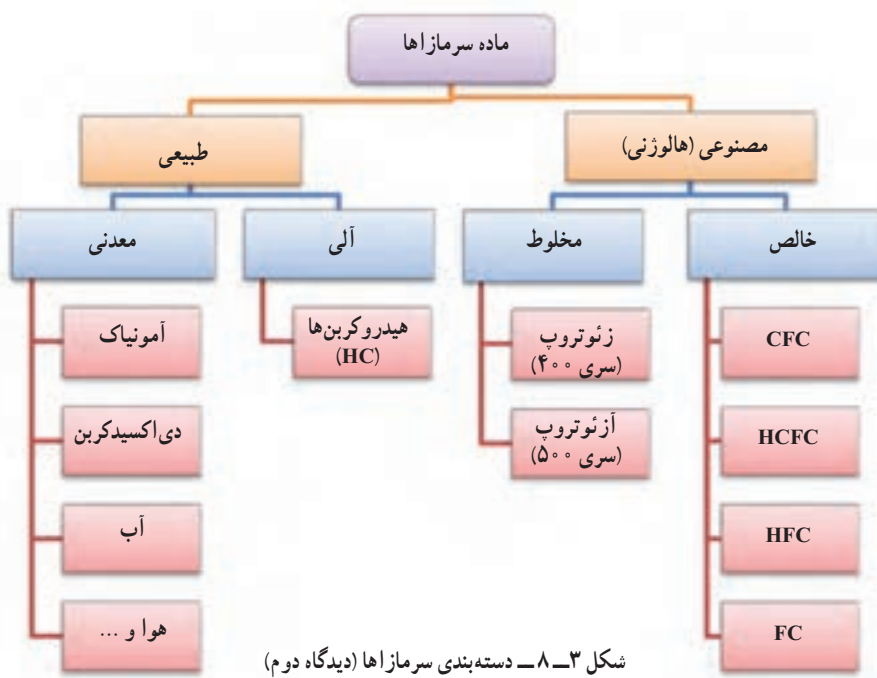 ماده سرمازاها
مصنوعی (هالوژنی)
طبیعی
خالص
مخلوط
آلی
معدنی
CFC
HCFC
HFC
FC
زئوتروپ
(سری ۴۰۰)
آزئوتروپ
(سری ۵۰۰)
هیدروکربن‌ها
(HC)
آمونیاک
دی‌اکسیدکربن
آب
هوا و ...
شکل ۳ــ۸ــ دسته‌بندی سرمازاها (دیدگاه دوم)